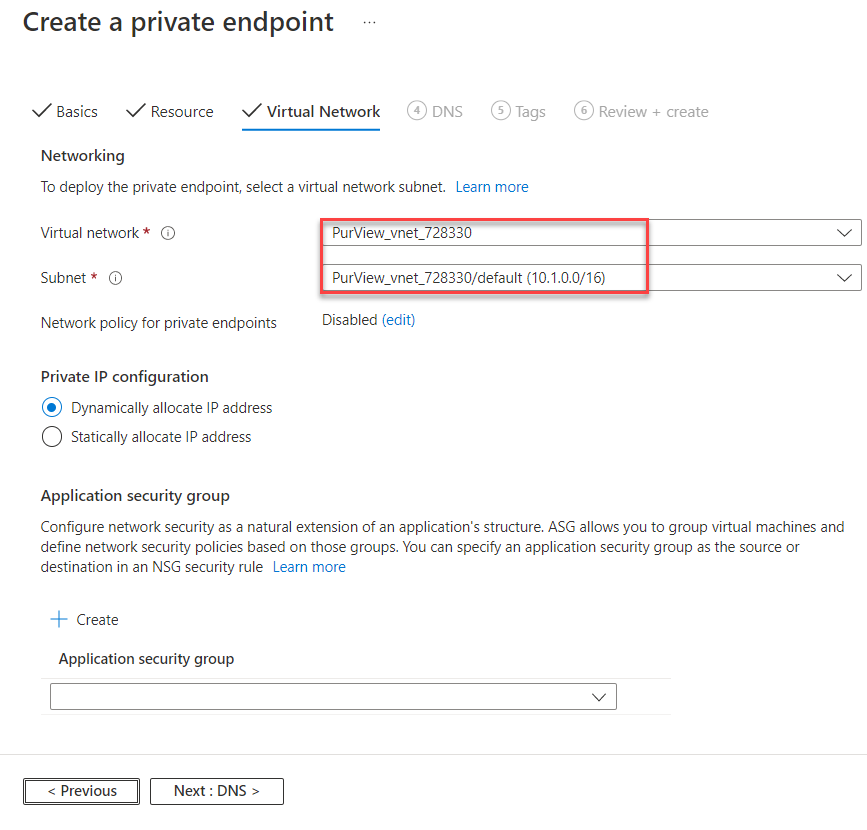 Create a private endpoint ...
Basics Resource Virtual Network 4 DNS 5 Tags 6 Review + create
Networking
To deploy the private endpoint, select a virtual network subnet. Learn more
Virtual network * PurView_vnet_728330
Subnet * PurView_vnet_728330/default (10.1.0.0/16)
Network policy for private endpoints Disabled (edit)
Private IP configuration
Dynamically allocate IP address
Statically allocate IP address
Application security group
Configure network security as a natural extension of an application's structure. ASG allows you to group virtual machines and
define network security policies based on those groups. You can specify an application security group as the source or
destination in an NSG security rule Learn more
+ Create
Application security group
< Previous Next : DNS >